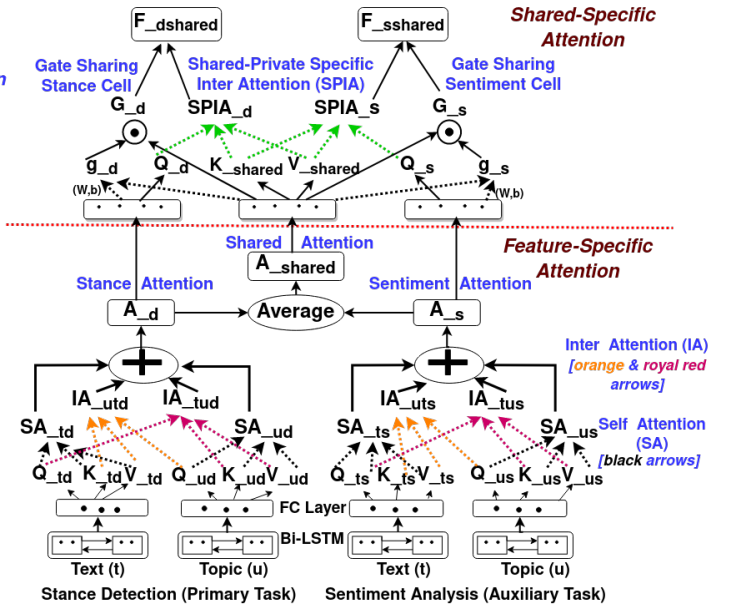 F_dshared
F_sshared
Shared-Specific
Attention
n
Gate Sharing
Stance Cell
Shared-Private Specific
Inter Attention (SPIA)
Gate Sharing
Sentiment Cell
G_d
SPIA_d
SPIA_s
G_s
g_d
Q_d
K_shared
V_shared
Q_s
g_s
(W,b)
(W,b)
Shared Attention
Feature-Specific
Attention
A_shared
Stance Attention
Sentiment Attention
A_d
Average
A_s
Inter Attention (IA)
[orange & royal red
arrows]
IA_utd
IA_tud
IA_uts
IA_tus
SA_td
SA_ud
SA_ts
SA_us
Self Attention
(SA)
[black arrows]
Q_td
K_td
V_td
Q_ud
K_ud
V_ud
Q_ts
K_ts
V_ts
Q_us
K_us
V_us
FC Layer
Bi-LSTM
Text (t)
Topic (u)
Text (t)
Topic (u)
Stance Detection (Primary Task)
Sentiment Analysis (Auxiliary Task)